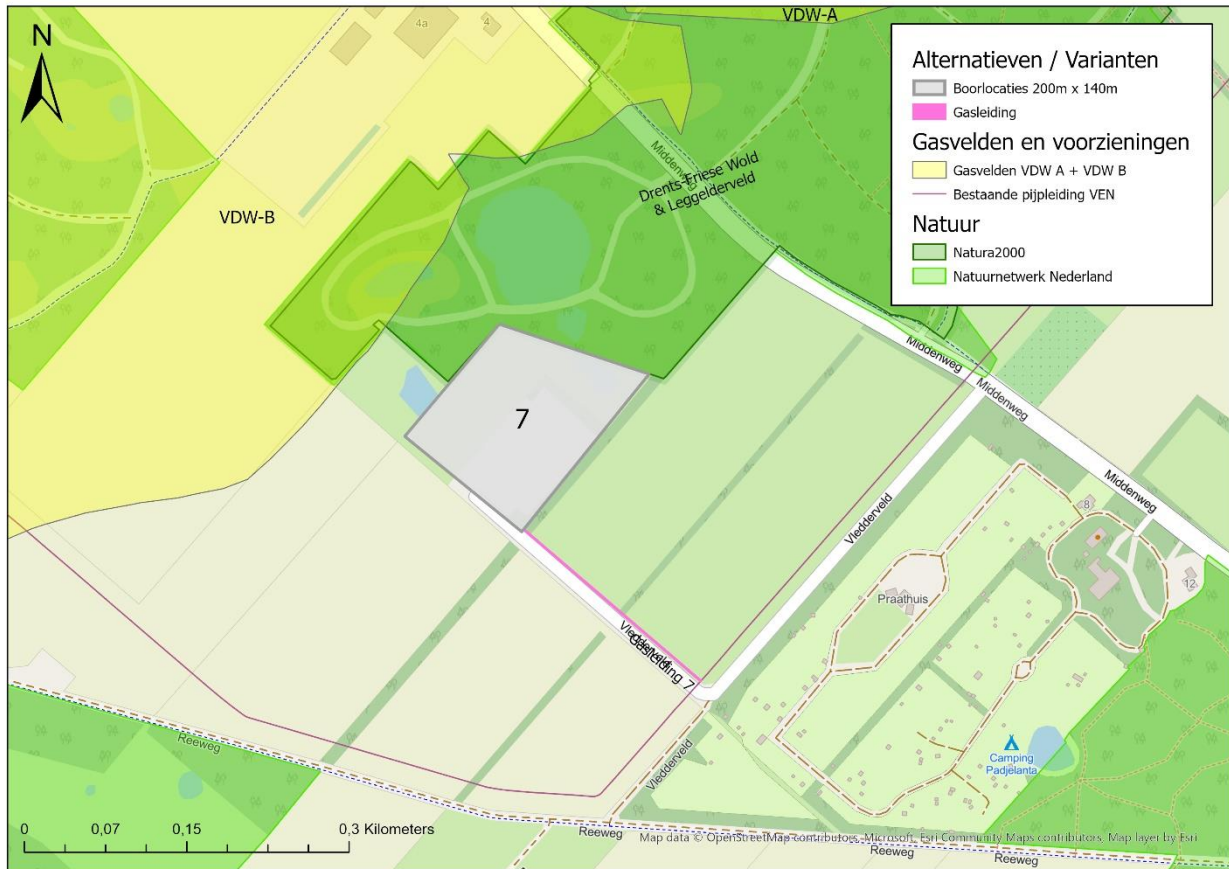 VDW-A
N
4a
4
Alternatieven / Varianten
Boorlocaties 200m x 140m
Gasleiding
Gasvelden en voorzieningen
Gasvelden VDW A + VDW B
Bestaande pijpleiding VEN
Natuur
Natura2000
Natuurnetwerk Nederland
Middenweg
Drents-Friese Wold
& Leggelderveld
VDW-B
Middenweg
Middenweg
Middenweg
7
8
12
Vledderveld
Praathuis
Vledderveld
Gasleiding 7
Camping
Padjelanta
Vledderveld
Reeweg
Reeweg
Reeweg
Reeweg
0 0,07 0,15 0,3 Kilometers
Map data © OpenStreetMap contributors, Microsoft, Esri Community Maps contributors, Map layer by Esri